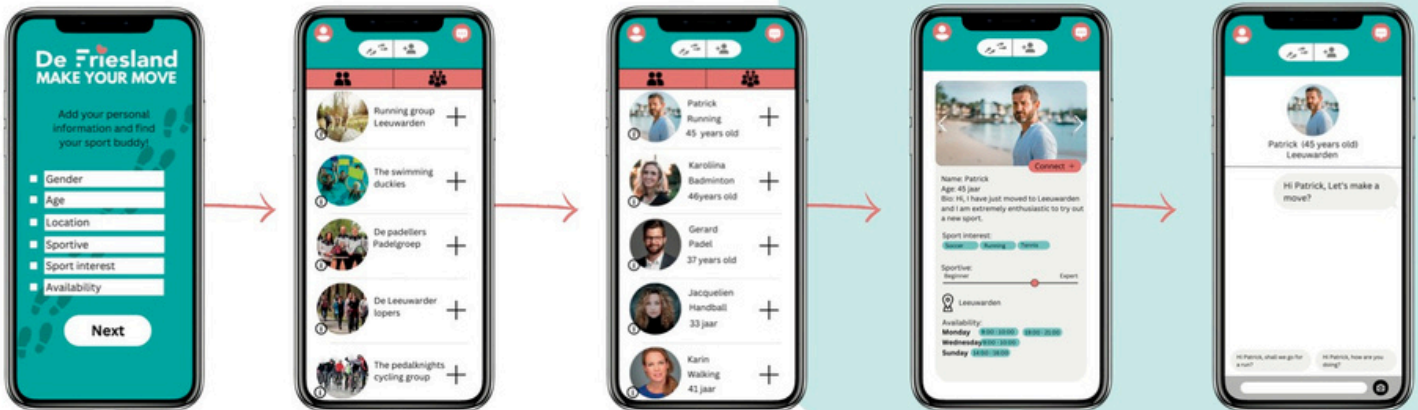 De Friesland
MAKE YOUR MOVE
Add your personal
information and find
your sport buddy!
Gender
Age
Location
Sportive
Sport interest
Availability
Next
Running group
Leeuwarden
The swimming
duckies
De padellers
Padelgroep
De Leeuwarder
lopers
The pedalknights
cycling group
Patrick
Running
45 years old
Karoliina
Badminton
46years old
Gerard
Padel
37 years old
Jacquelien
Handball
33 jaar
Karin
Walking
41 jaar
Connect →
Name: Patrick
Age: 45 jaar
Bio: Hi, I have just moved to Leeuwarden
and I am extremely enthusiastic to try out
a new sport.
Sport interest:
Soccer Running Tennis
Sportive:
Beginner Expert
Leeuwarden
Availability:
Monday
Wednesday
Sunday
Patrick (45 years old)
Leeuwarden
Hi Patrick, Let's make a
move?
Hi Patrick, shall we go for
a run?
Hi Patrick, how are you
doing?